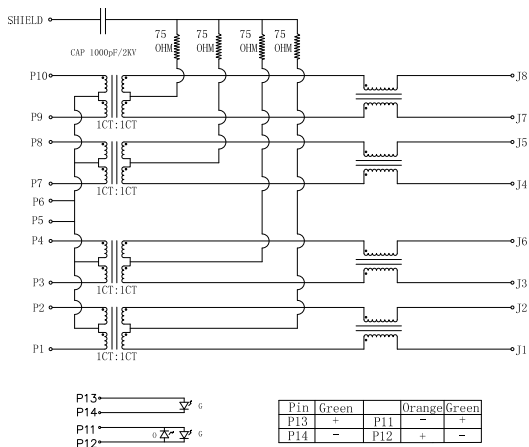 SHIELD
CAP 1000pF/2KV
75 OHM
75 OHM
75 OHM
75 OHM
P10
J8
P9
J7
1CT:1CT
P8
J5
P7
J4
1CT:1CT
P6
P5
P4
J6
P3
J3
1CT:1CT
P2
J2
P1
J1
1CT:1CT
P13
G
P14
P11
O G
P12
Pin Green Orange Green
P13 + P11 - +
P14 - P12 + -